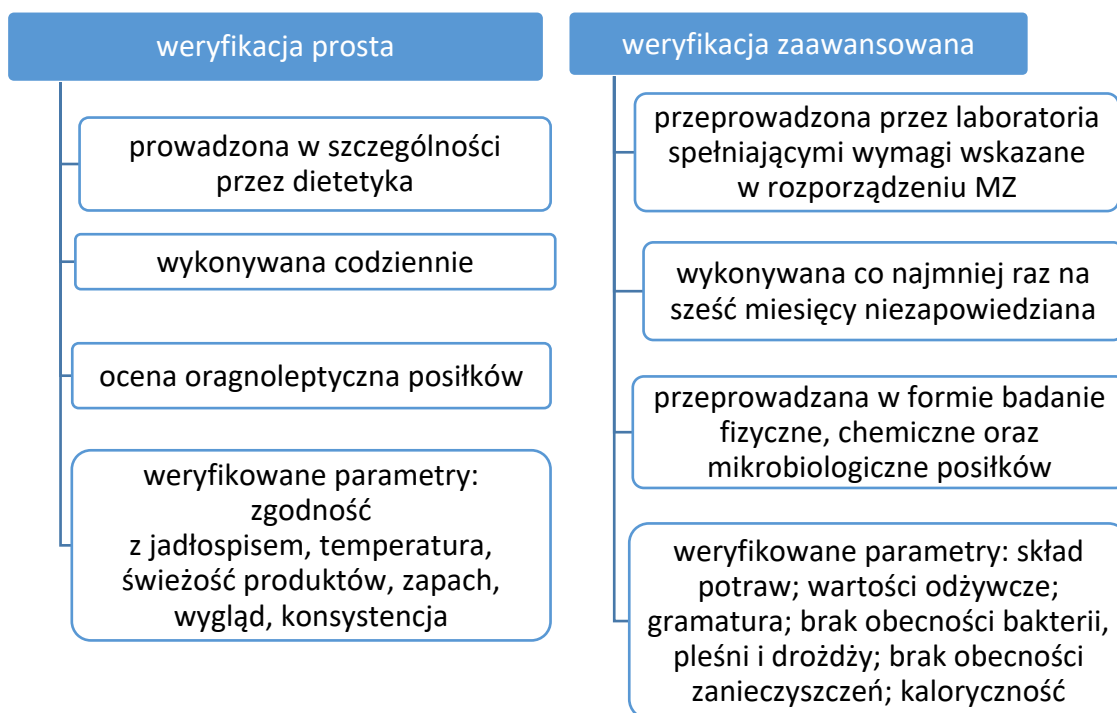 weryfikacja prosta
prowadzona w szczególności
przez dietetyka
wykonywana codziennie
ocena oragnoleptyczna posiłków
weryfikowane parametry:
zgodność
z jadłospisem, temperatura,
świeżość produktów, zapach,
wygląd, konsystencja
weryfikacja zaawansowana
przeprowadzona przez laboratoria
spełniającymi wymagi wskazane
w rozporządzeniu MZ
wykonywana co najmniej raz na
sześć miesięcy niezapowiedziana
przeprowadzana w formie badanie
fizyczne, chemiczne oraz
mikrobiologiczne posiłków
weryfikowane parametry: skład
potraw; wartości odżywcze;
gramatura; brak obecności bakterii,
pleśni i drożdży; brak obecności
zanieczyszczeń; kaloryczność